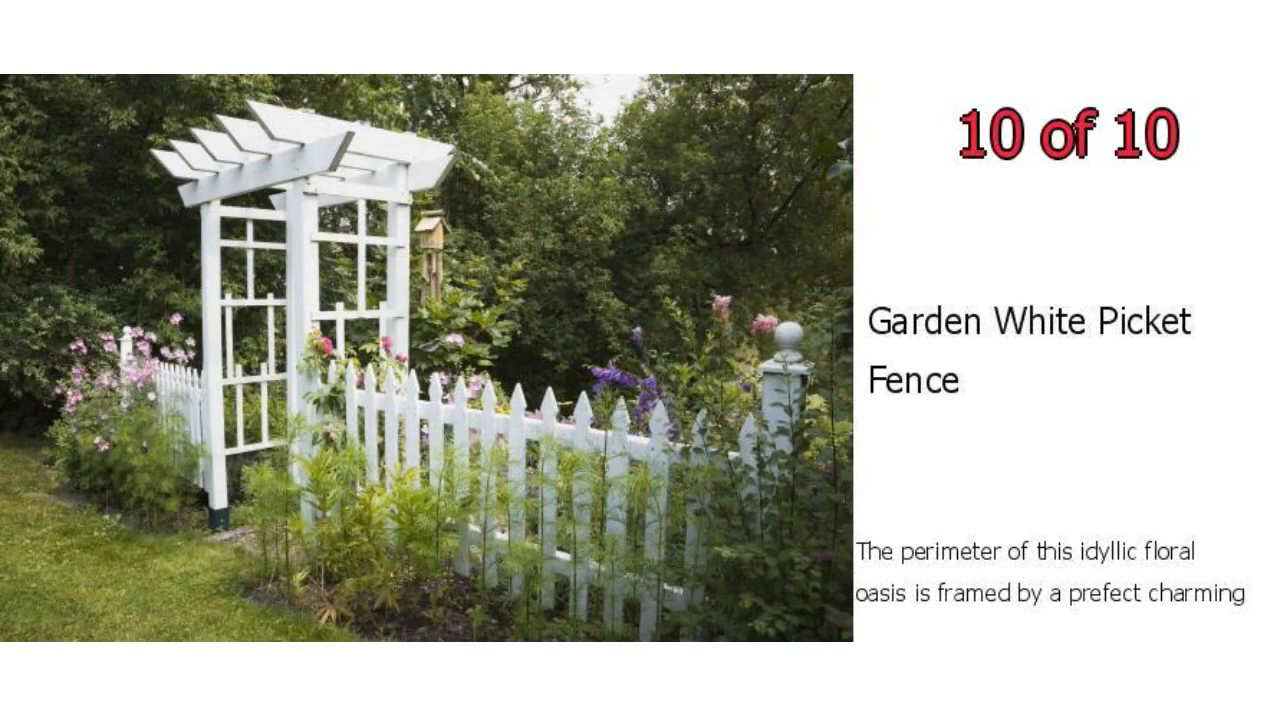 10 of 10
Garden White Picket
Fence
The perimeter of this idyllic floral
oasis is framed by a prefect charming